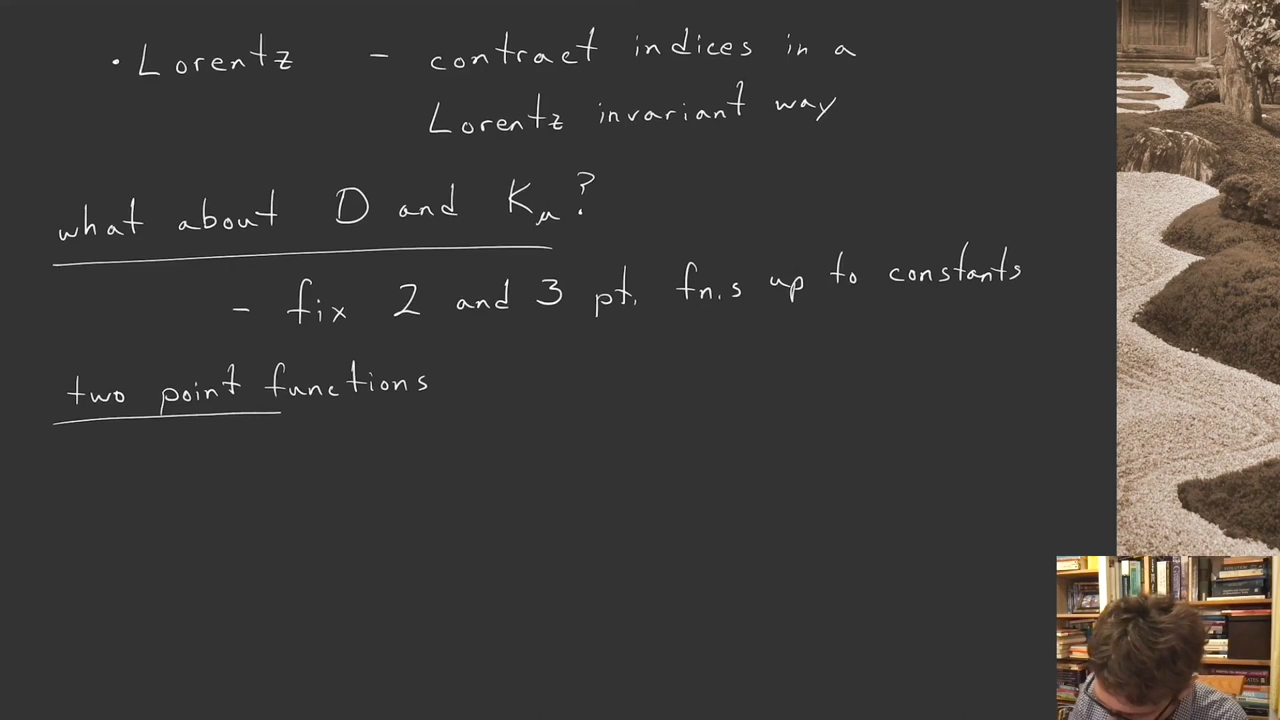 • Lorentz - contract indices in a
Lorentz invariant way
what about D and Kμ?
- fix 2 and 3 pt. fn.s up to constants
two point functions